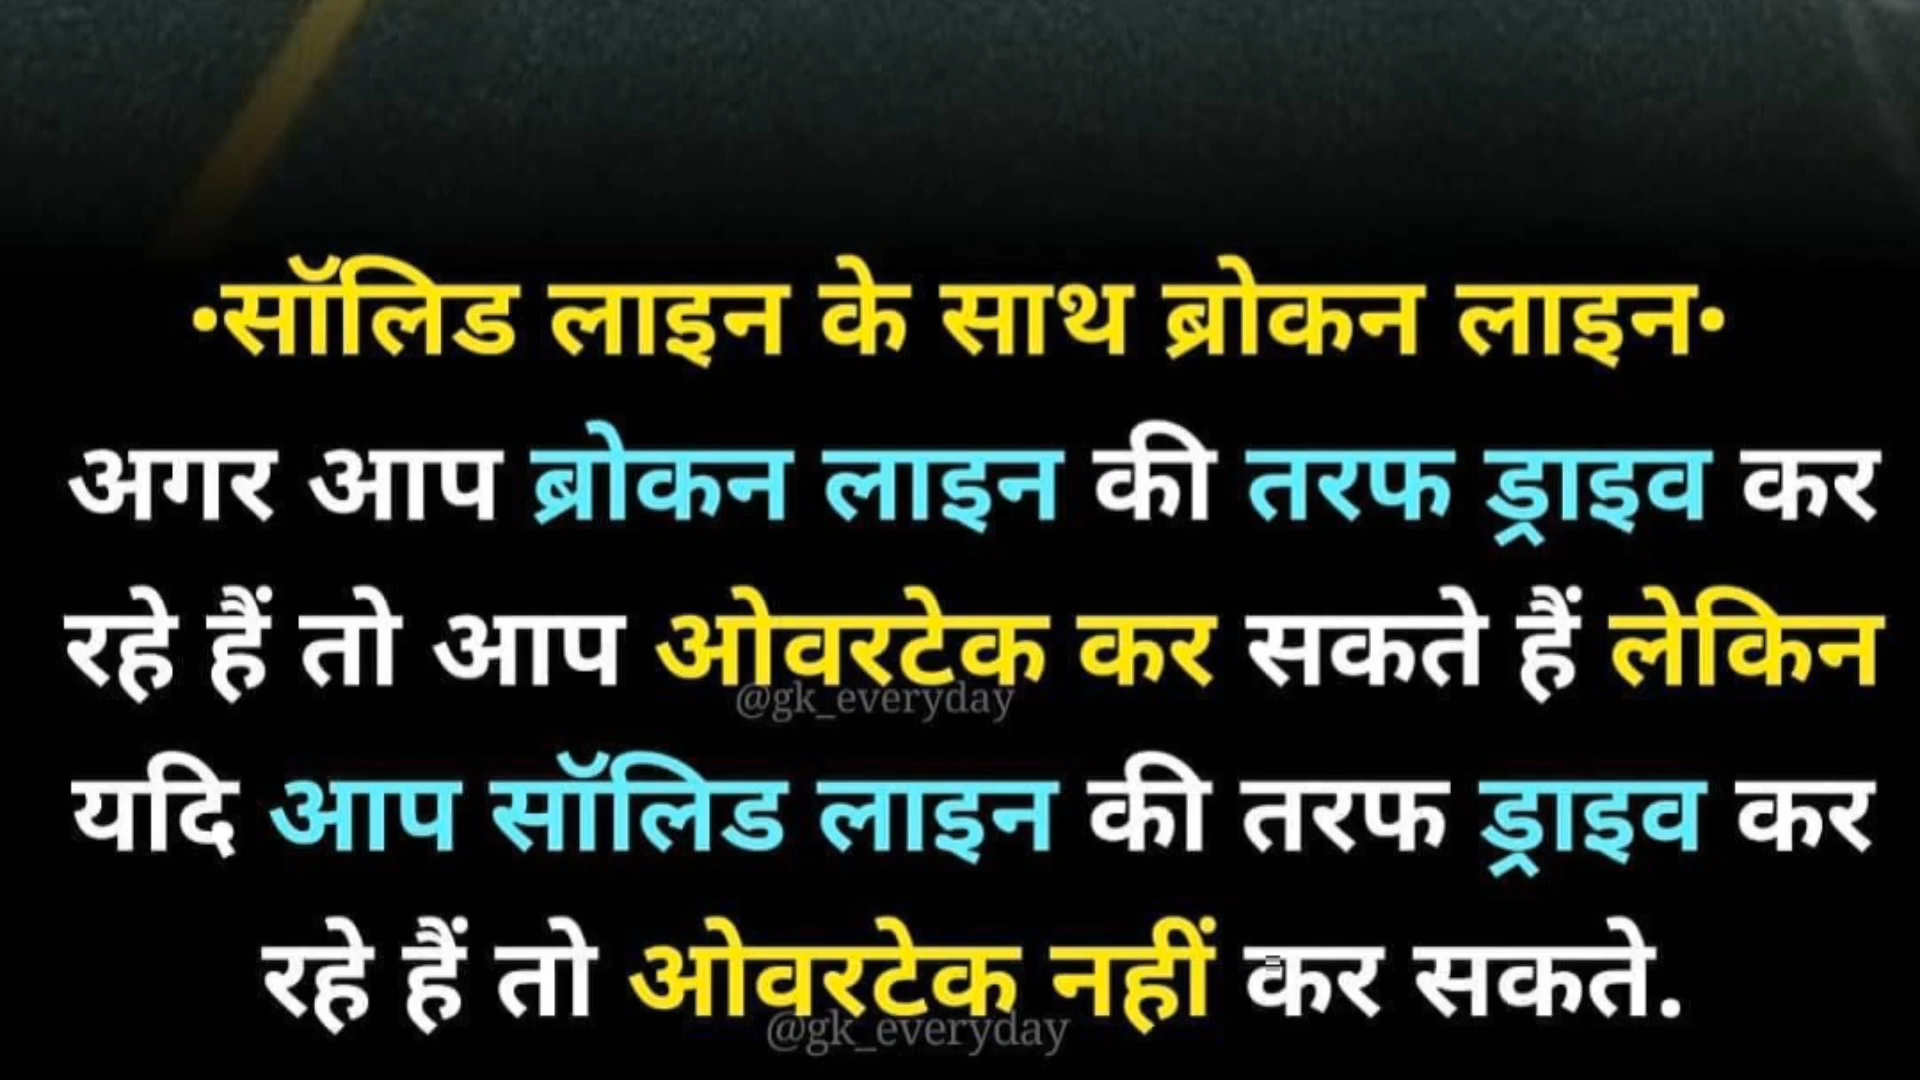 •सॉलिड लाइन के साथ ब्रोकन लाइन•
अगर आप ब्रोकन लाइन की तरफ ड्राइव कर
रहे हैं तो आप ओवरटेक कर सकते हैं लेकिन
@gk_everyday
यदि आप सॉलिड लाइन की तरफ ड्राइव कर
रहे हैं तो ओवरटेक नहीं कर सकते.
@gk_everyday